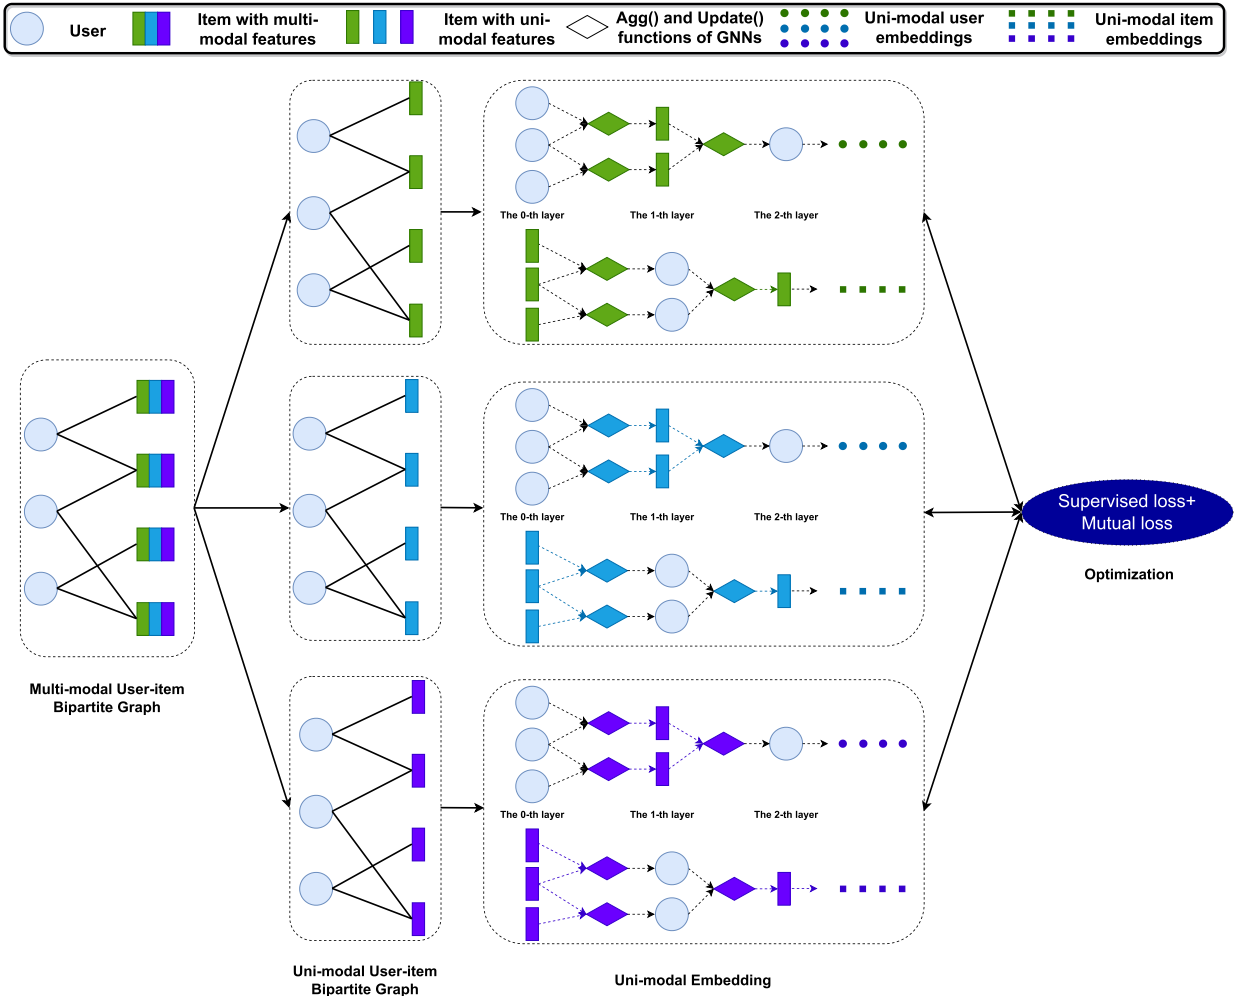 User
Item with multi-
modal features
Item with uni-
modal features
Agg() and Update()
functions of GNNs
Uni-modal user
embeddings
Uni-modal item
embeddings
The 0-th layer
The 1-th layer
The 2-th layer
The 0-th layer
The 1-th layer
The 2-th layer
Supervised loss+
Mutual loss
Optimization
Multi-modal User-item
Bipartite Graph
The 0-th layer
The 1-th layer
The 2-th layer
Uni-modal User-item
Bipartite Graph
Uni-modal Embedding